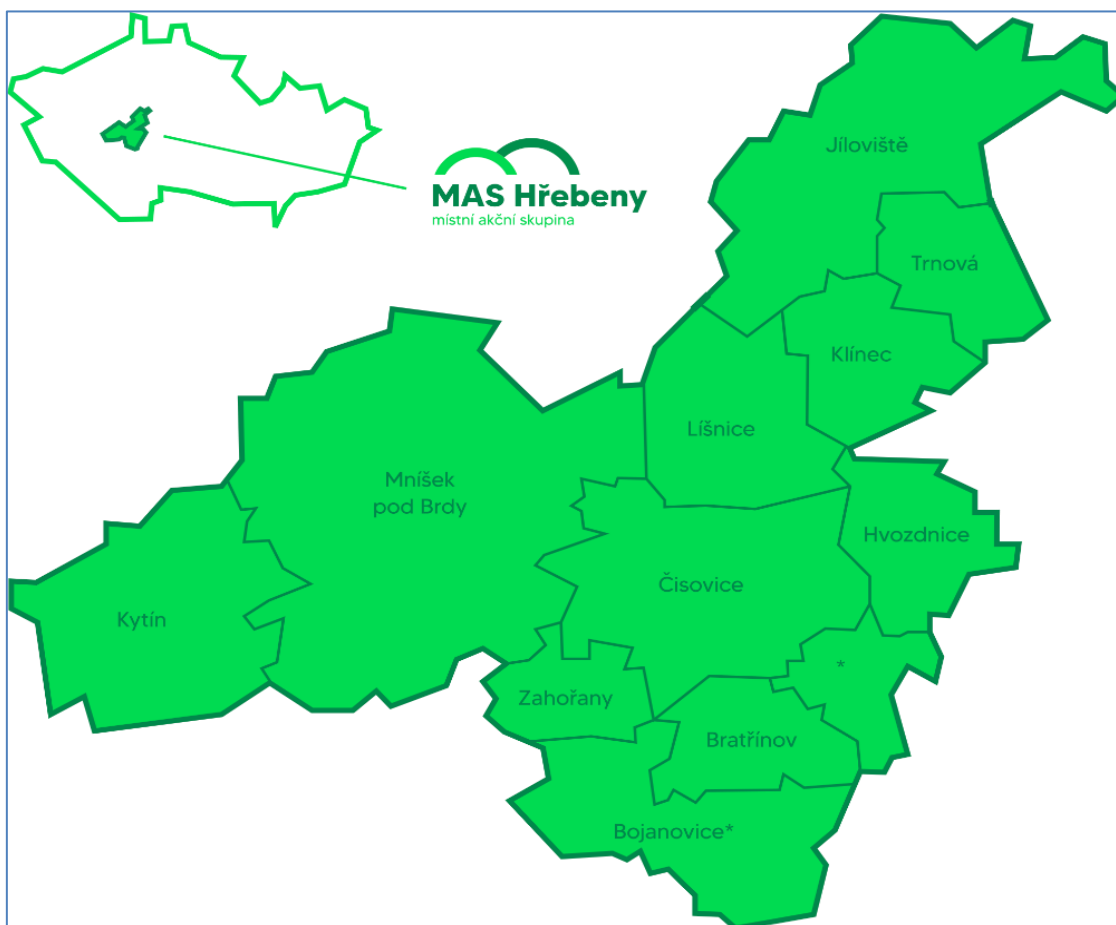 MAS Hřebeny
místní akční skupina
Jíloviště
Trnová
Klínec
Líšnice
Mníšek
pod Brdy
Hvozdnice
Čisovice
Kytín
*
Zahořany
Bratřínov
Bojanovice*